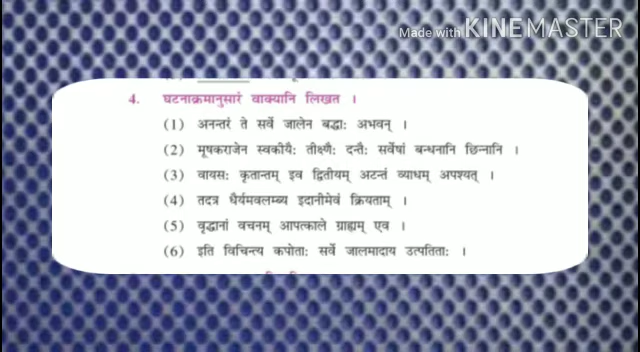 Made with KINEMASTER
4. घटनाक्रमानुसारं वाक्यानि लिखत ।
(1) अनन्तरं ते सर्वे जालेन बद्धाः अभवन् ।
(2) मूषकराजेन स्वकीयैः तीक्ष्णैः दन्तैः सर्वेषां बन्धनानि छिन्नानि ।
(3) वायसः कृतान्तम् इव द्वितीयम् अटन्तं व्याधम् अपश्यत् ।
(4) तदत्र धैर्यमवलम्ब्य इदानीमेवं क्रियताम् ।
(5) वृद्धानां वचनम् आपत्काले ग्राह्यम् एव ।
(6) इति विचिन्त्य कपोताः सर्वे जालमादाय उत्पतिताः ।